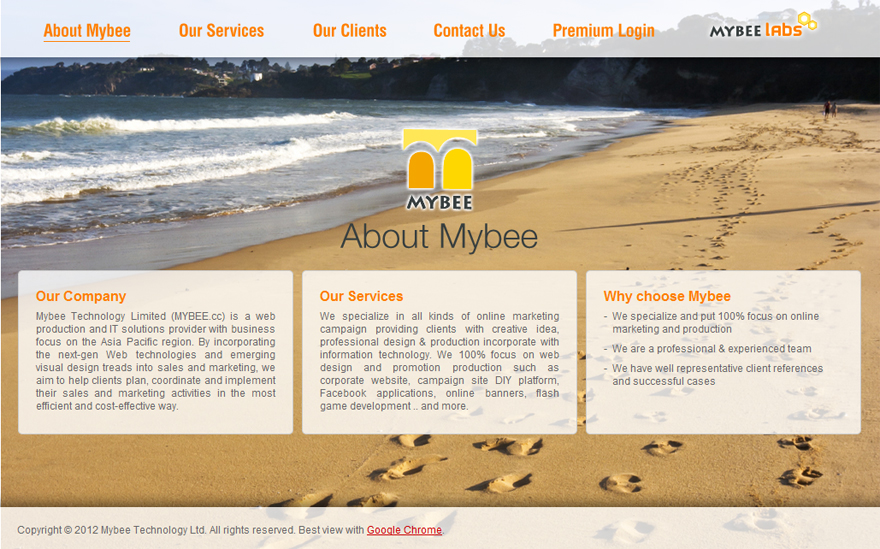 About Mybee Our Services Our Clients Contact Us Premium Login MYBEE labs
MYBEE
About Mybee
Our Company
Mybee Technology Limited (MYBEE.cc) is a web
production and IT solutions provider with business
focus on the Asia Pacific region. By incorporating
the next-gen Web technologies and emerging
visual design treads into sales and marketing, we
aim to help clients plan, coordinate and implement
their sales and marketing activities in the most
efficient and cost-effective way.
Our Services
We specialize in all kinds of online marketing
campaign providing clients with creative idea,
professional design & production incorporate with
information technology. We 100% focus on web
design and promotion production such as
corporate website, campaign site DIY platform,
Facebook applications, online banners, flash
game development .. and more.
Why choose Mybee
- We specialize and put 100% focus on online
marketing and production
- We are a professional & experienced team
- We have well representative client references
and successful cases
Copyright © 2012 Mybee Technology Ltd. All rights reserved. Best view with Google Chrome.